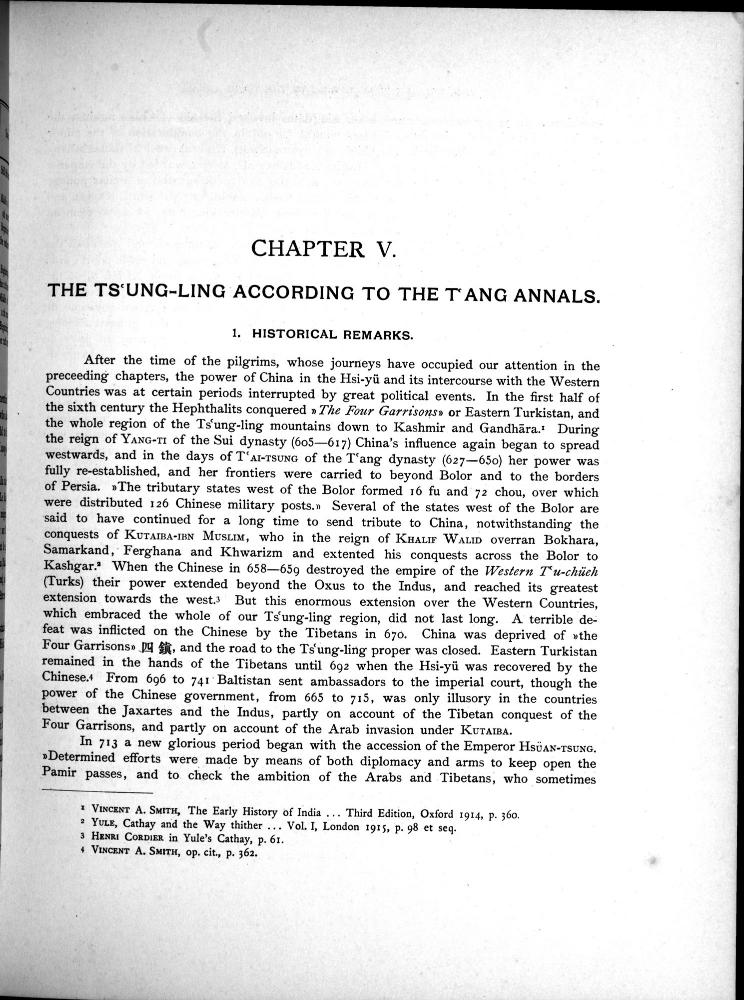 CHAPTER V.
THE TSʻUNG-LING ACCORDING TO THE TʻANG ANNALS.
1. HISTORICAL REMARKS.
After the time of the pilgrims, whose journeys have occupied our attention in the
preceeding chapters, the power of China in the Hsi-yü and its intercourse with the Western
Countries was at certain periods interrupted by great political events. In the first half of
the sixth century the Hephthalits conquered »The Four Garrisons» or Eastern Turkistan, and
the whole region of the Tsʻung-ling mountains down to Kashmir and Gandhāra.¹ During
the reign of YANG-TI of the Sui dynasty (605—617) China's influence again began to spread
westwards, and in the days of TʻAI-TSUNG of the Tʻang dynasty (627—650) her power was
fully re-established, and her frontiers were carried to beyond Bolor and to the borders
of Persia. »The tributary states west of the Bolor formed 16 fu and 72 chou, over which
were distributed 126 Chinese military posts.» Several of the states west of the Bolor are
said to have continued for a long time to send tribute to China, notwithstanding the
conquests of KUTAIBA-IBN MUSLIM, who in the reign of KHALIF WALID overran Bokhara,
Samarkand, Ferghana and Khwarizm and extented his conquests across the Bolor to
Kashgar.² When the Chinese in 658—659 destroyed the empire of the Western Tʻu-chüeh
(Turks) their power extended beyond the Oxus to the Indus, and reached its greatest
extension towards the west.³ But this enormous extension over the Western Countries,
which embraced the whole of our Tsʻung-ling region, did not last long. A terrible de-
feat was inflicted on the Chinese by the Tibetans in 670. China was deprived of »the
Four Garrisons» 四鎮, and the road to the Tsʻung-ling proper was closed. Eastern Turkistan
remained in the hands of the Tibetans until 692 when the Hsi-yü was recovered by the
Chinese.⁴ From 696 to 741 Baltistan sent ambassadors to the imperial court, though the
power of the Chinese government, from 665 to 715, was only illusory in the countries
between the Jaxartes and the Indus, partly on account of the Tibetan conquest of the
Four Garrisons, and partly on account of the Arab invasion under KUTAIBA.
In 713 a new glorious period began with the accession of the Emperor HSÜAN-TSUNG.
»Determined efforts were made by means of both diplomacy and arms to keep open the
Pamir passes, and to check the ambition of the Arabs and Tibetans, who sometimes
¹ VINCENT A. SMITH, The Early History of India ... Third Edition, Oxford 1914, p. 360.
² YULE, Cathay and the Way thither ... Vol. I, London 1915, p. 98 et seq.
³ HENRI CORDIER in Yule's Cathay, p. 61.
⁴ VINCENT A. SMITH, op. cit., p. 362.